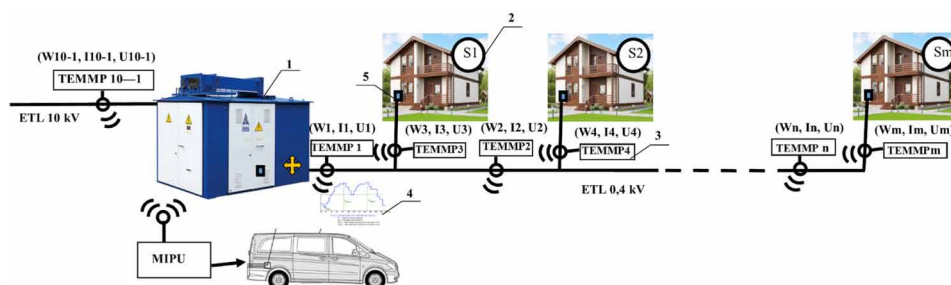 2
S1
S2
Sm
(W10-1, I10-1, U10-1)
1
5
TEMMP 10—1
(W1, I1, U1)
(W3, I3, U3)
(W2, I2, U2)
(W4, I4, U4)
3
(Wn, In, Un)
(Wm, Im, Um)
ETL 10 kV
TEMMP 1
TEMMP3
TEMMP2
TEMMP4
TEMMP n
TEMMPm
ETL 0,4 kV
4
MIPU